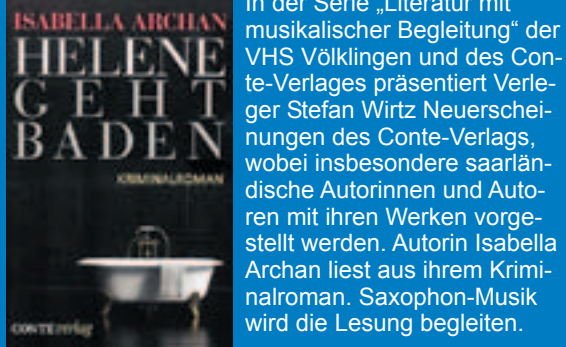 ISABELLA ARCHAN
HELENE
GEHT
BADEN
KRIMINALROMAN
CONTE verlag
In der Serie „Literatur mit
musikalischer Begleitung“ der
VHS Völklingen und des Con-
te-Verlages präsentiert Verle-
ger Stefan Wirtz Neuerschei-
nungen des Conte-Verlags,
wobei insbesondere saarlän-
dische Autorinnen und Auto-
ren mit ihren Werken vorge-
stellt werden. Autorin Isabella
Archan liest aus ihrem Krimi-
nalroman. Saxophon-Musik
wird die Lesung begleiten.